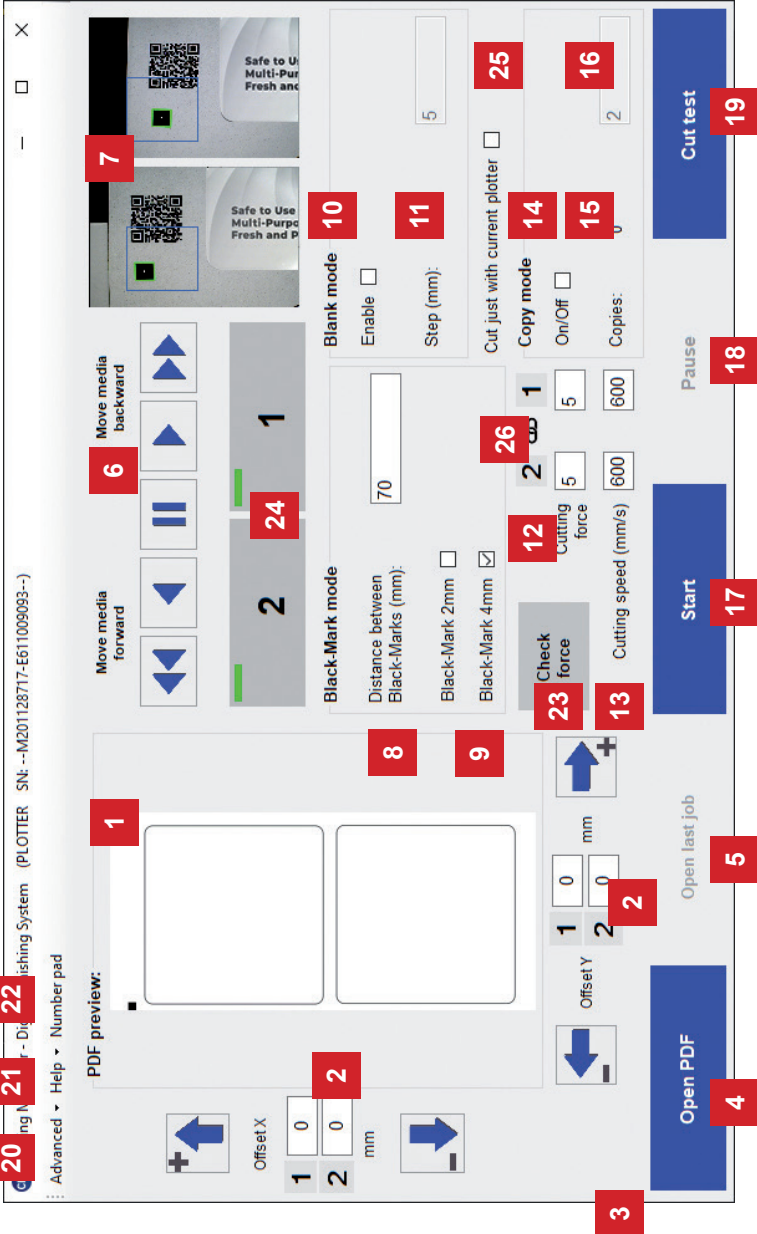 20
21
22
ng M
r - Di
ishing System (PLOTTER SN: --M201128717-E611009093--)
Advanced Help Number pad
PDF preview:
1
Offset X
1 0
2 0
2
mm
+
-
Offset Y
1 0
2 0
2
mm
-
+
3
Open PDF
4
Open last job
5
Move media
forward
Move media
backward
6
7
Safe to Use
Multi-Purpo
Fresh and P
Safe to U
Multi-Pur
Fresh and
2
1
24
Black-Mark mode
8
Distance between
Black-Marks (mm):
70
9
Black-Mark 2mm
Black-Mark 4mm
Blank mode
10
Enable
11
Step (mm):
5
Cut just with current plotter
25
Copy mode
14
On/Off
15
Copies:
16
2
Check
force
23
12
Cutting
force
26
2 1
5 5
13
Cutting speed (mm/s)
600 600
Start
17
Pause
18
Cut test
19